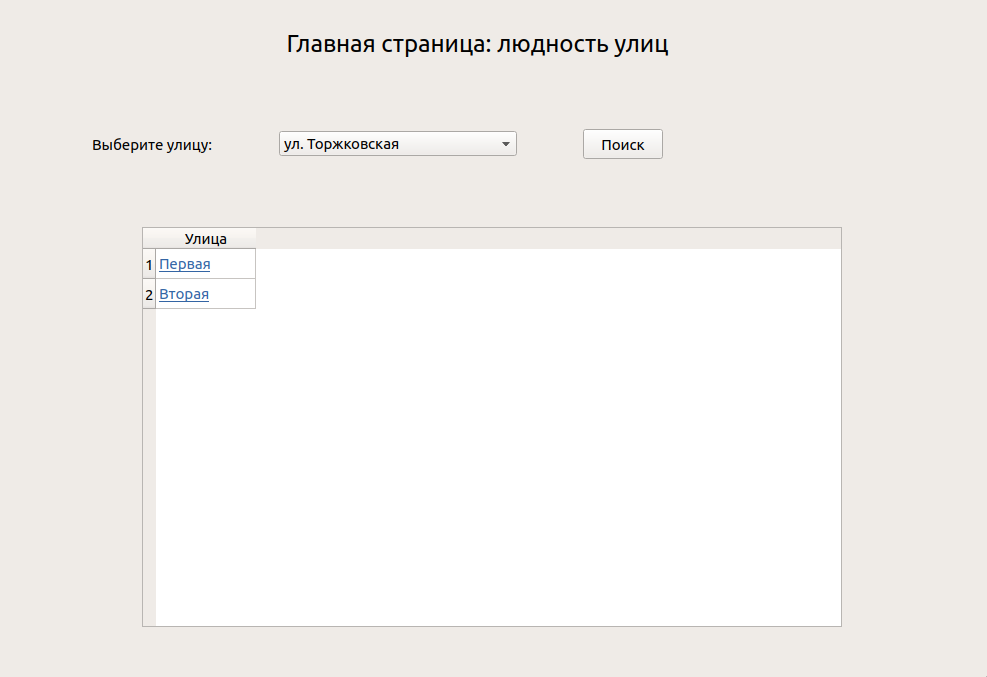 Главная страница: людность улиц
Выберите улицу: ул. Торжковская Поиск
Улица
1 Первая
2 Вторая